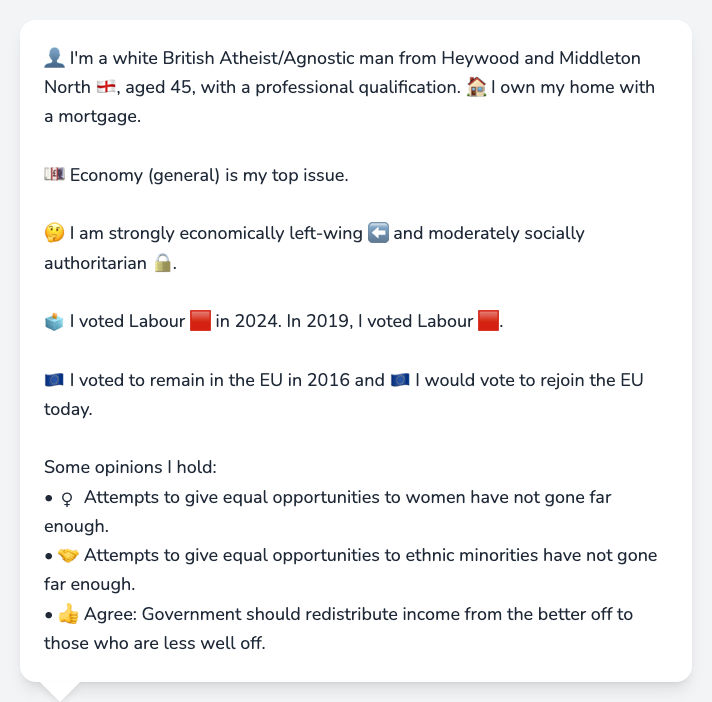 👤 I'm a white British Atheist/Agnostic man from Heywood and Middleton
North 🏴󠁧󠁢󠁥󠁮󠁧󠁿, aged 45, with a professional qualification. 🏠 I own my home with
a mortgage.
💷 Economy (general) is my top issue.
🤔 I am strongly economically left-wing ⬅️ and moderately socially
authoritarian 🔒.
🗳️ I voted Labour 🟥 in 2024. In 2019, I voted Labour 🟥.
🇪🇺 I voted to remain in the EU in 2016 and 🇪🇺 I would vote to rejoin the EU
today.
Some opinions I hold:
• ♀ Attempts to give equal opportunities to women have not gone far
enough.
• 🤝 Attempts to give equal opportunities to ethnic minorities have not gone
far enough.
• 👍 Agree: Government should redistribute income from the better off to
those who are less well off.